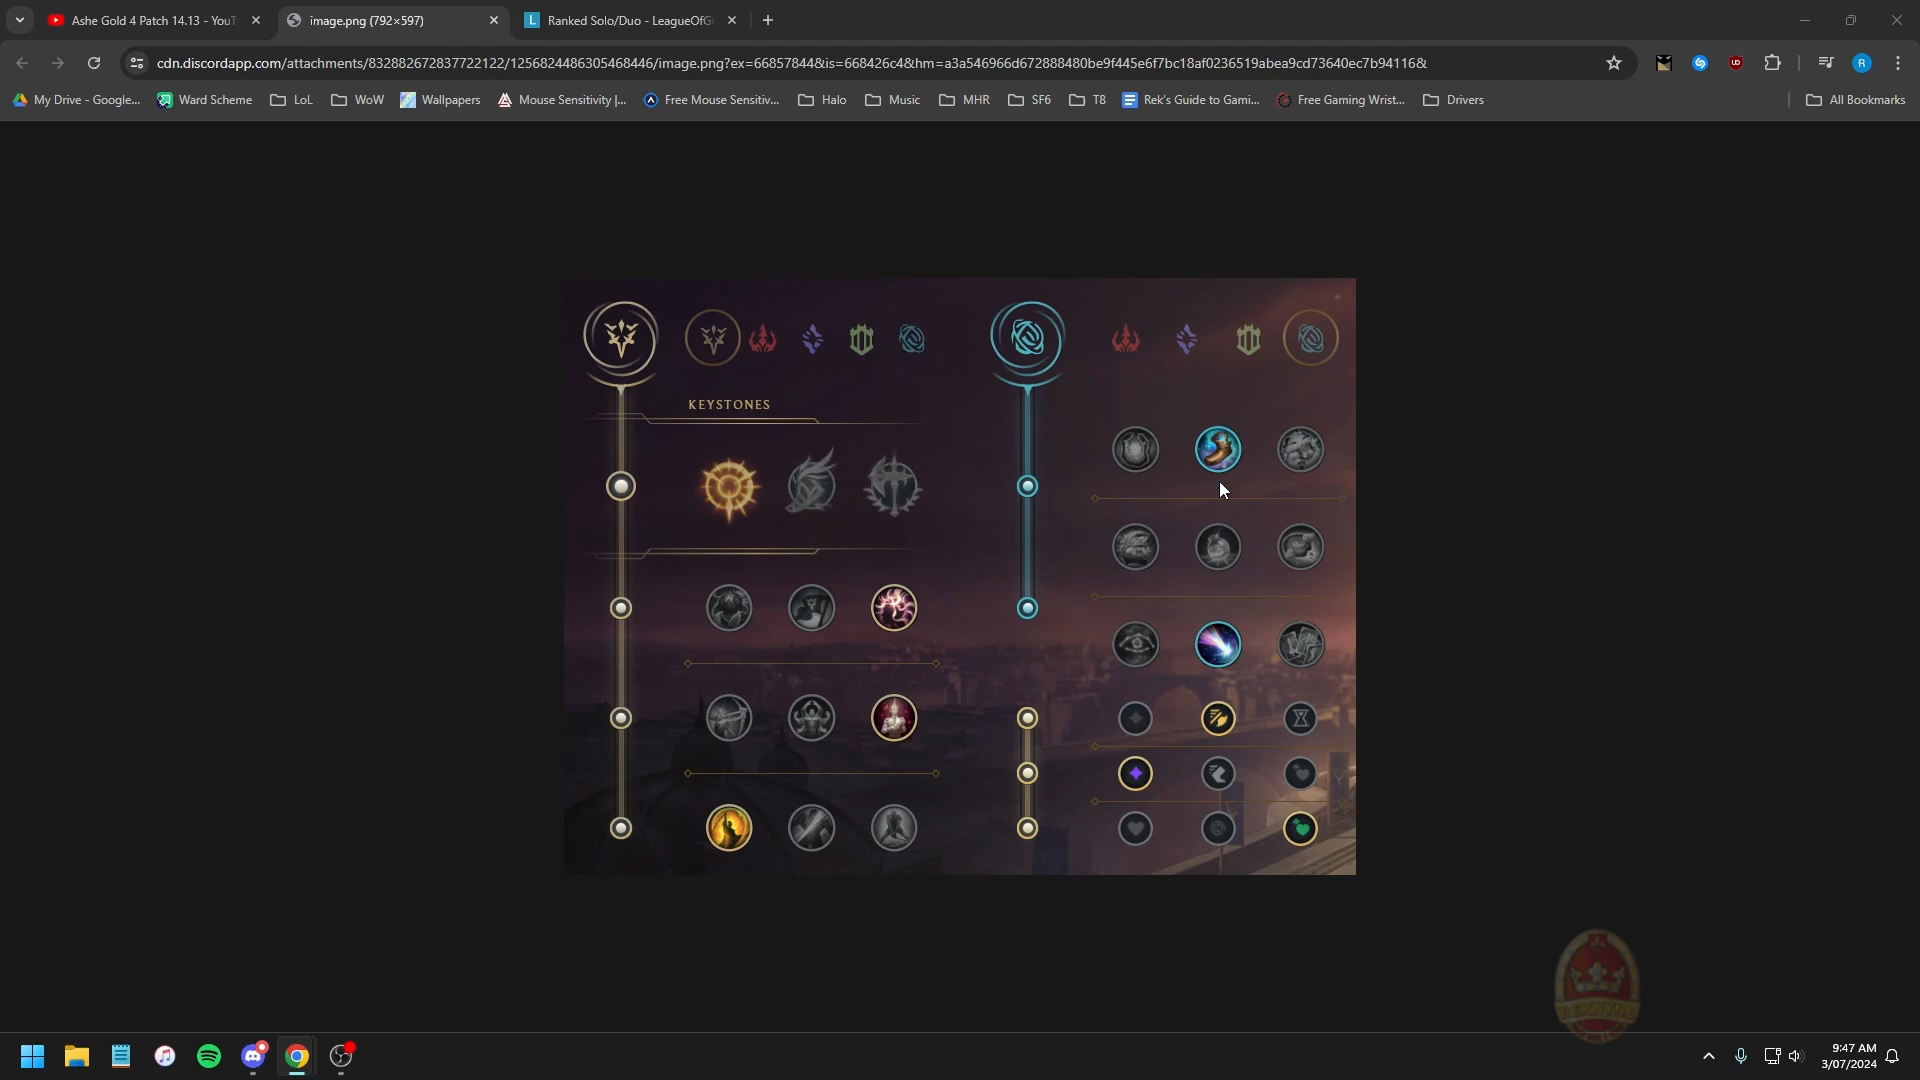 Ashe Gold 4 Patch 14.13 - YouT
image.png (792×597)
Ranked Solo/Duo - LeagueOfGr
cdn.discordapp.com/attachments/832882672837722122/1256824486305468446/image.png?ex=66857844&is=668426c4&hm=a3a546966d672888480be9f445e6f7bc18af0236519abea9cd73640ec7b94116&
R
My Drive - Google...
Ward Scheme
LoL
WoW
Wallpapers
Mouse Sensitivity |...
Free Mouse Sensitiv...
Halo
Music
MHR
SF6
T8
Rek's Guide to Gami...
Free Gaming Wrist...
Drivers
All Bookmarks
KEYSTONES
9:47 AM
3/07/2024